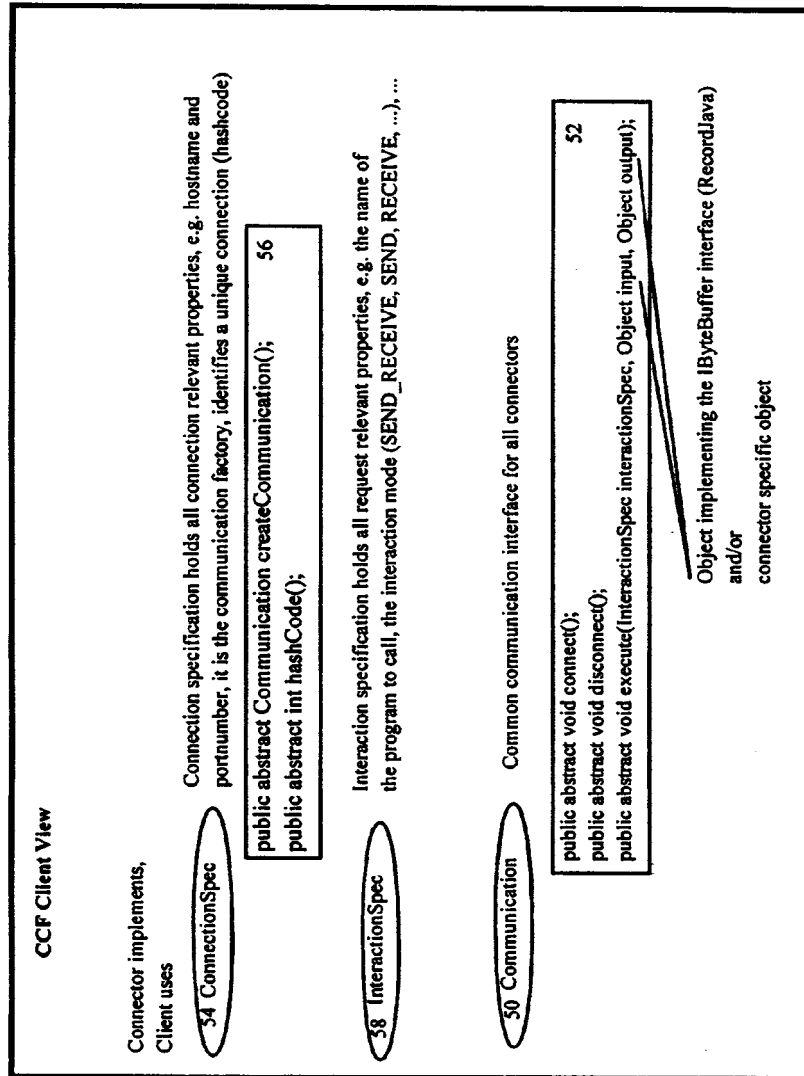 CCF Client View
Connector implements,
Client uses
54 ConnectionSpec
Connection specification holds all connection relevant properties, e.g. hostname and
portnumber, it is the communication factory, identifies a unique connection (hashcode)
public abstract Communication createCommunication();
56
public abstract int hashCode();
58 InteractionSpec
Interaction specification holds all request relevant properties, e.g. the name of
the program to call, the interaction mode (SEND_RECEIVE, SEND, RECEIVE, ...), ...
50 Communication
Common communication interface for all connectors
public abstract void connect();
52
public abstract void disconnect();
public abstract void execute(InteractionSpec interactionSpec, Object input, Object output);
Object implementing the IByteBuffer interface (RecordJava)
and/or
connector specific object